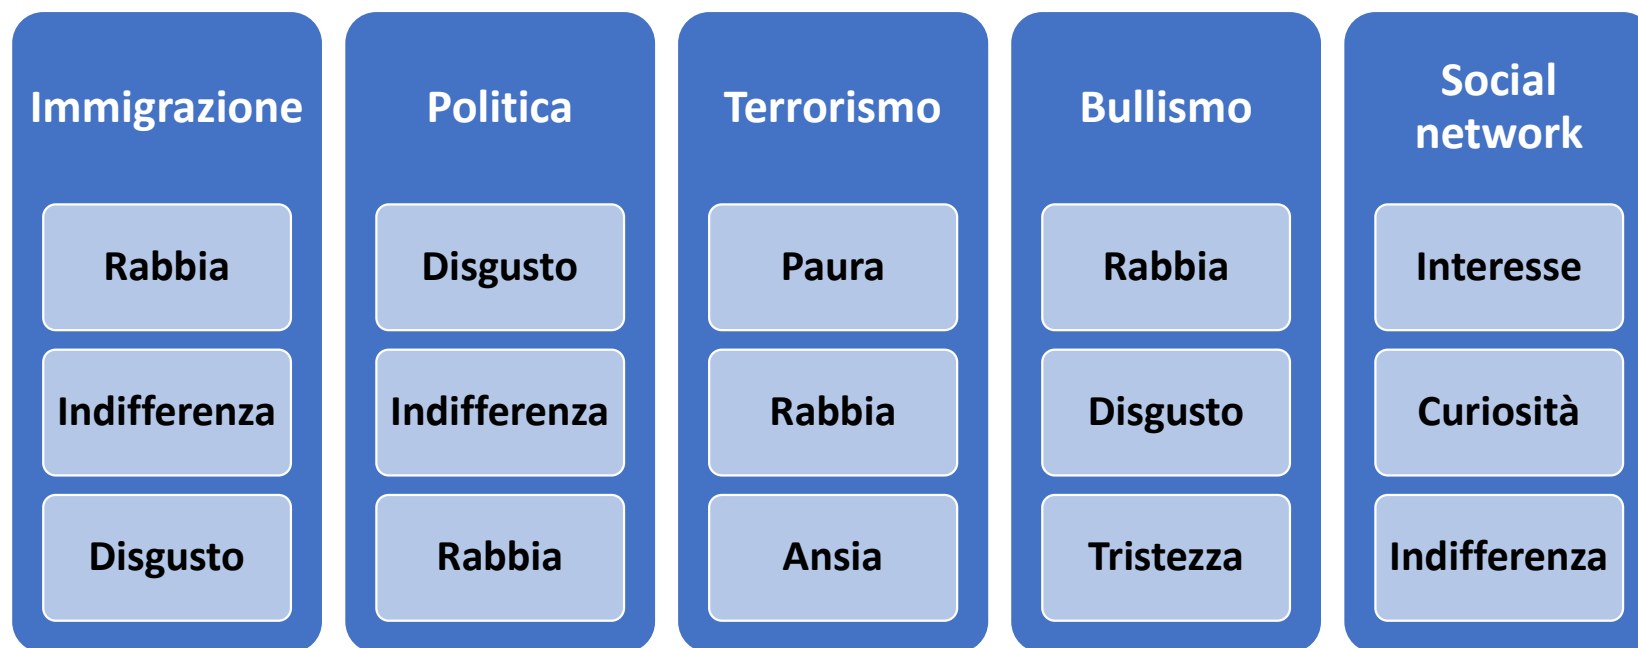 Immigrazione
Rabbia
Indifferenza
Disgusto
Politica
Disgusto
Indifferenza
Rabbia
Terrorismo
Paura
Rabbia
Ansia
Bullismo
Rabbia
Disgusto
Tristezza
Social
network
Interesse
Curiosità
Indifferenza